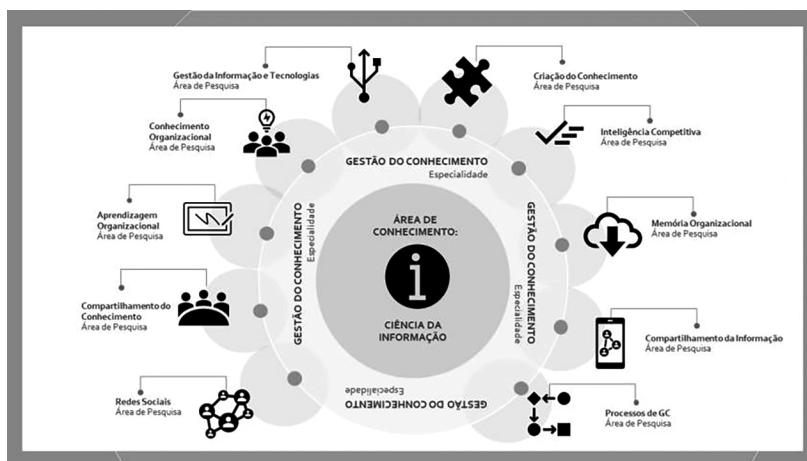 Gestão da Informação e Tecnologias
Área de Pesquisa
Criação do Conhecimento
Área de Pesquisa
Conhecimento
Organizacional
Área de Pesquisa
Inteligência Competitiva
Área de Pesquisa
GESTÃO DO CONHECIMENTO
Especialidade
Aprendizagem
Organizacional
Área de Pesquisa
GESTÃO DO CONHECIMENTO
Especialidade
ÁREA DE
CONHECIMENTO:
i
CIÊNCIA DA
INFORMAÇÃO
GESTÃO DO CONHECIMENTO
Especialidade
Memória Organizacional
Área de Pesquisa
Compartilhamento do
Conhecimento
Área de Pesquisa
Compartilhamento da Informação
Área de Pesquisa
Redes Sociais
Área de Pesquisa
GESTÃO DO CONHECIMENTO
Especialidade
Processos de GC
Área de Pesquisa